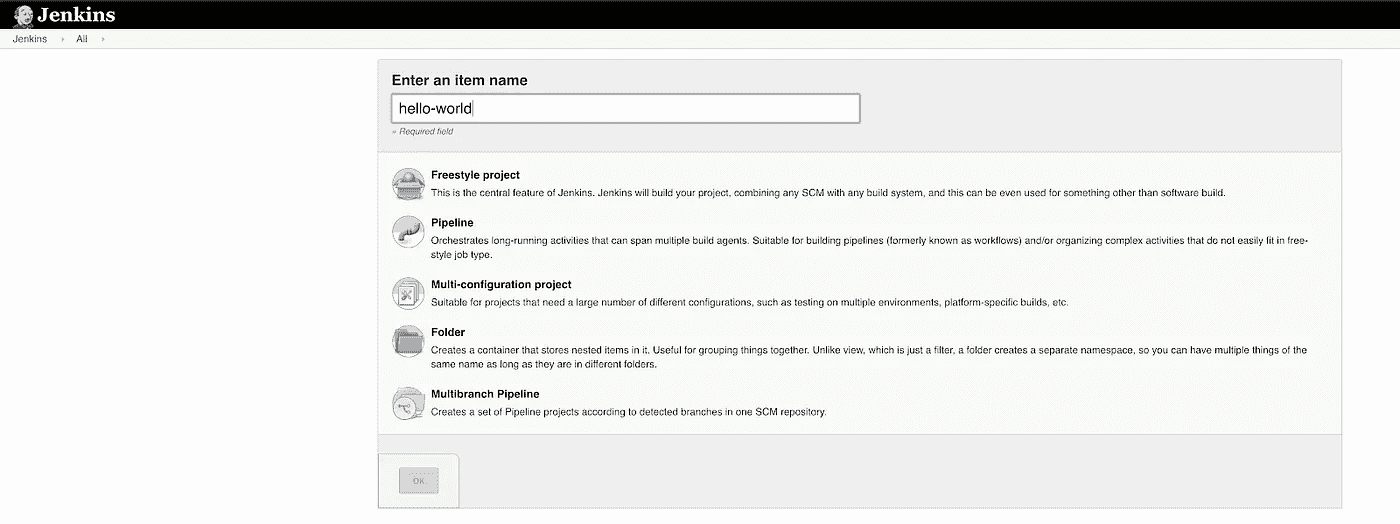 Jenkins
Jenkins All
Enter an item name
hello-world
» Required field
Freestyle project
This is the central feature of Jenkins. Jenkins will build your project, combining any SCM with any build system, and this can be even used for something other than software build.
Pipeline
Orchestrates long-running activities that can span multiple build agents. Suitable for building pipelines (formerly known as workflows) and/or organizing complex activities that do not easily fit in free-
style job type.
Multi-configuration project
Suitable for projects that need a large number of different configurations, such as testing on multiple environments, platform-specific builds, etc.
Folder
Creates a container that stores nested items in it. Useful for grouping things together. Unlike view, which is just a filter, a folder creates a separate namespace, so you can have multiple things of the
same name as long as they are in different folders.
Multibranch Pipeline
Creates a set of Pipeline projects according to detected branches in one SCM repository.
OK